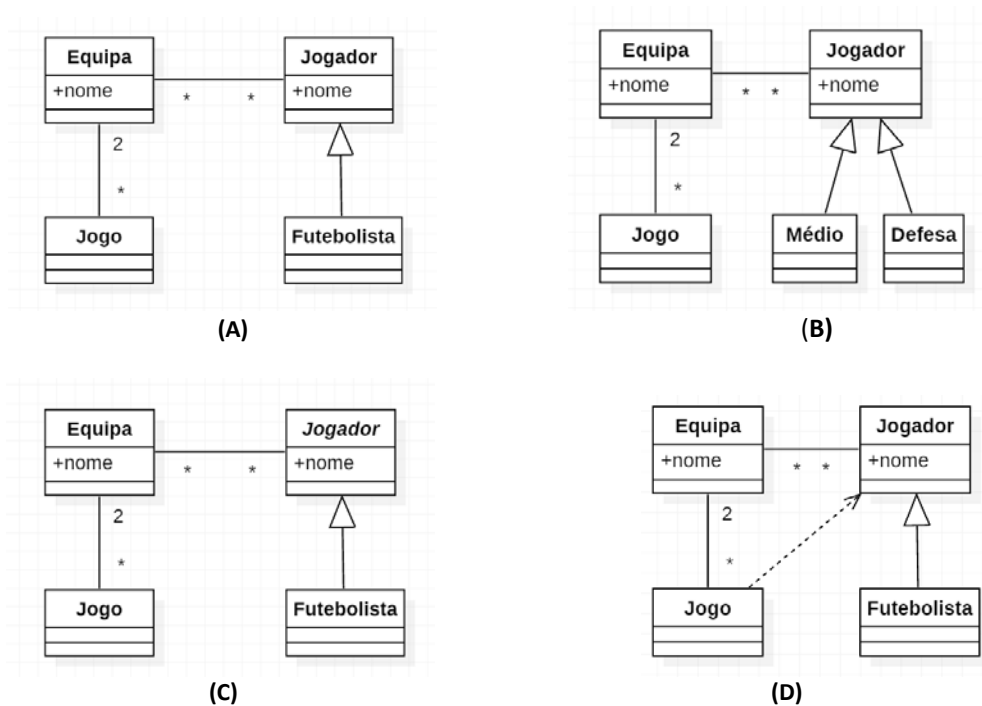 Equipa Jogador
+nome +nome
* *
2
*
Jogo Futebolista
(A)
Equipa Jogador
+nome +nome
* *
2
*
Jogo Médio Defesa
(B)
Equipa Jogador
+nome +nome
* *
2
*
Jogo Futebolista
(C)
Equipa Jogador
+nome +nome
* *
2
*
Jogo Futebolista
(D)